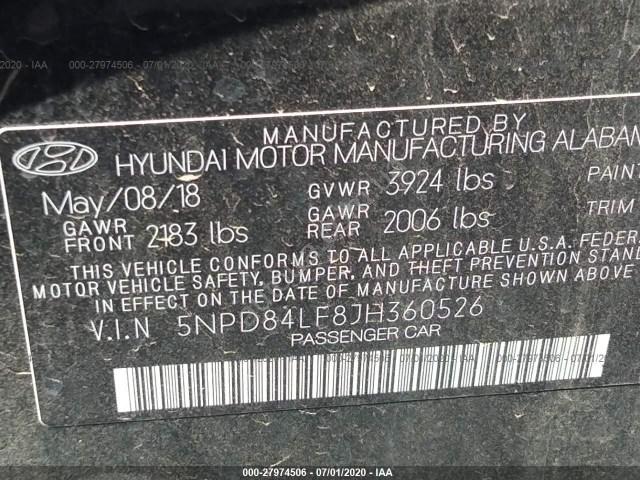 2020 - IAA 000-27974506 - 07/01/2020 - IAA
MANUFACTURED BY
HYUNDAI MOTOR MANUFACTURING ALABAM
May/08/18 GVWR 3924 lbs PAIN
GAWR FRONT 2183 lbs GAWR REAR 2006 lbs TRIM
THIS VEHICLE CONFORMS TO ALL APPLICABLE U.S.A. FEDER
MOTOR VEHICLE SAFETY, BUMPER, AND THEFT PREVENTION STAND
IN EFFECT ON THE DATE OF MANUFACTURE SHOWN ABOVE
V.I.N 5NPD84LF8JH360526
PASSENGER CAR
000-27974506 - 07/01/2020 - IAA